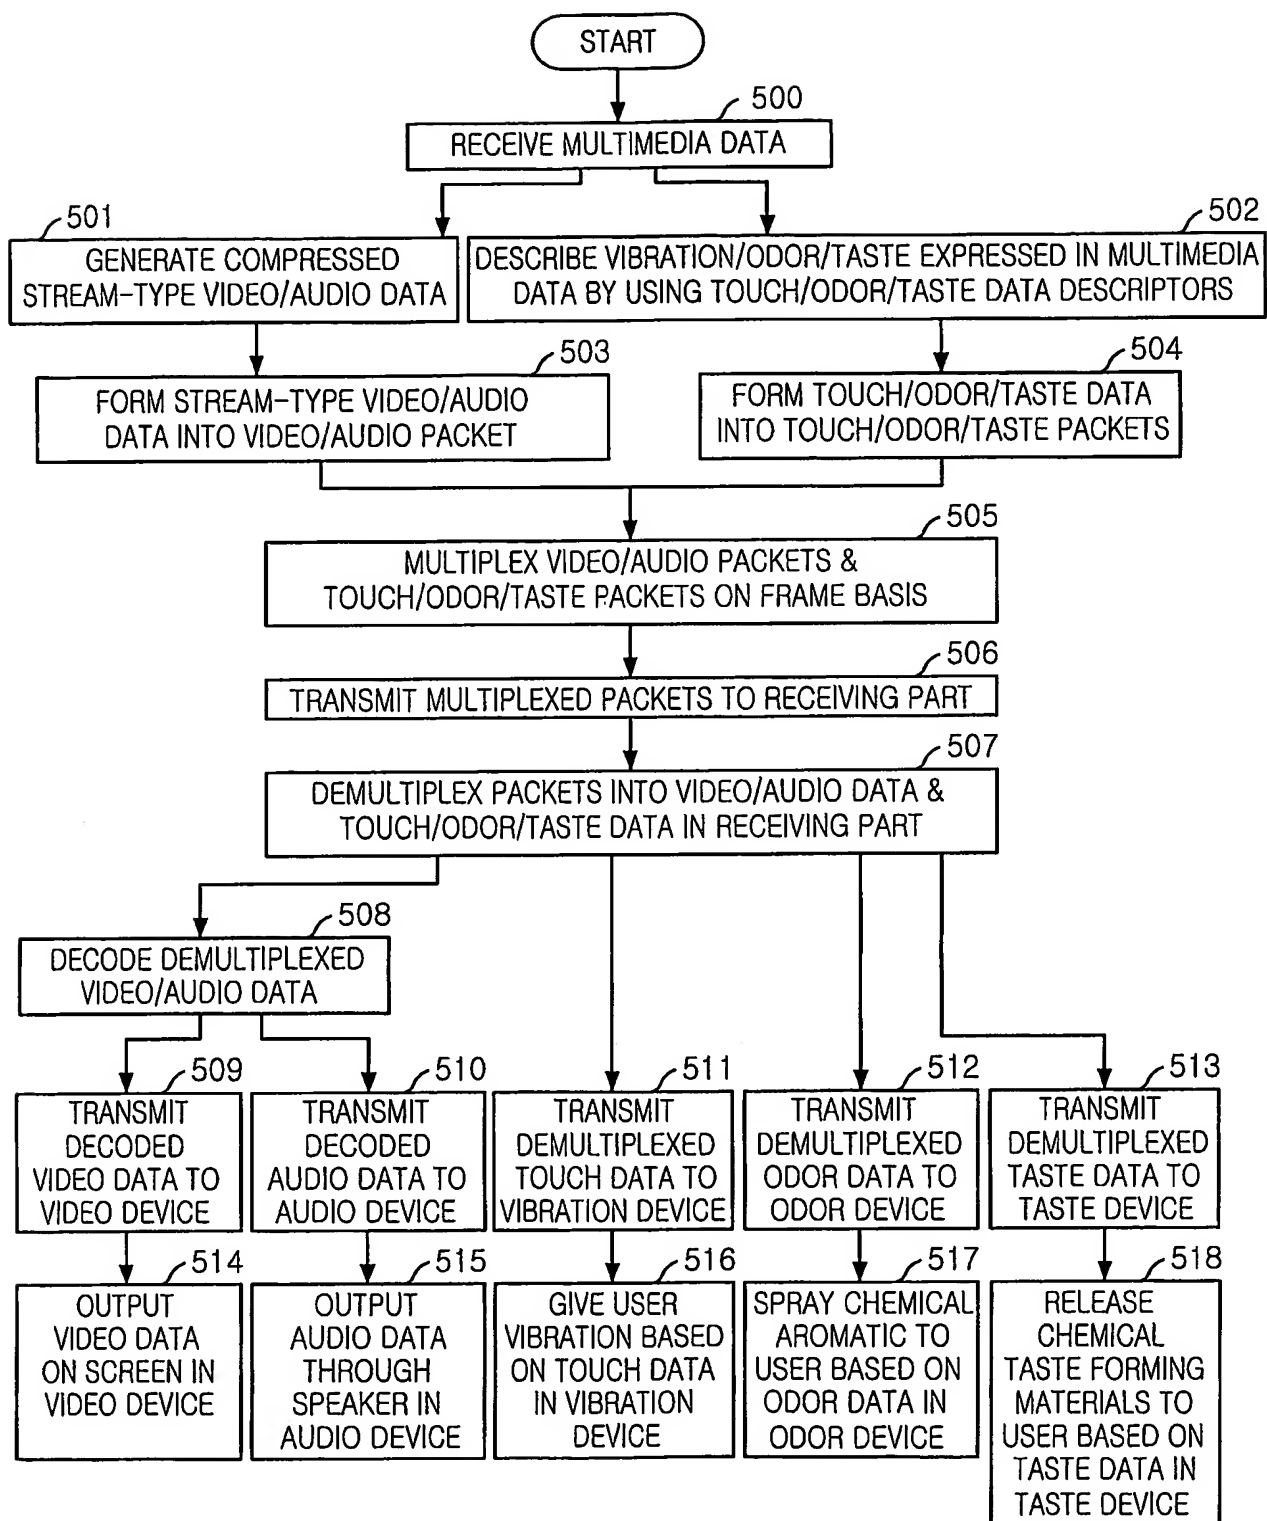 START
500
RECEIVE MULTIMEDIA DATA
501
GENERATE COMPRESSED
STREAM-TYPE VIDEO/AUDIO DATA
502
DESCRIBE VIBRATION/ODOR/TASTE EXPRESSED IN MULTIMEDIA
DATA BY USING TOUCH/ODOR/TASTE DATA DESCRIPTORS
503
FORM STREAM-TYPE VIDEO/AUDIO
DATA INTO VIDEO/AUDIO PACKET
504
FORM TOUCH/ODOR/TASTE DATA
INTO TOUCH/ODOR/TASTE PACKETS
505
MULTIPLEX VIDEO/AUDIO PACKETS &
TOUCH/ODOR/TASTE PACKETS ON FRAME BASIS
506
TRANSMIT MULTIPLEXED PACKETS TO RECEIVING PART
507
DEMULTIPLEX PACKETS INTO VIDEO/AUDIO DATA &
TOUCH/ODOR/TASTE DATA IN RECEIVING PART
508
DECODE DEMULTIPLEXED
VIDEO/AUDIO DATA
509
TRANSMIT
DECODED
VIDEO DATA TO
VIDEO DEVICE
510
TRANSMIT
DECODED
AUDIO DATA TO
AUDIO DEVICE
511
TRANSMIT
DEMULTIPLEXED
TOUCH DATA TO
VIBRATION DEVICE
512
TRANSMIT
DEMULTIPLEXED
ODOR DATA TO
ODOR DEVICE
513
TRANSMIT
DEMULTIPLEXED
TASTE DATA TO
TASTE DEVICE
514
OUTPUT
VIDEO DATA
ON SCREEN IN
VIDEO DEVICE
515
OUTPUT
AUDIO DATA
THROUGH
SPEAKER IN
AUDIO DEVICE
516
GIVE USER
VIBRATION BASED
ON TOUCH DATA
IN VIBRATION
DEVICE
517
SPRAY CHEMICAL
AROMATIC TO
USER BASED ON
ODOR DATA IN
ODOR DEVICE
518
RELEASE
CHEMICAL
TASTE FORMING
MATERIALS TO
USER BASED ON
TASTE DATA IN
TASTE DEVICE